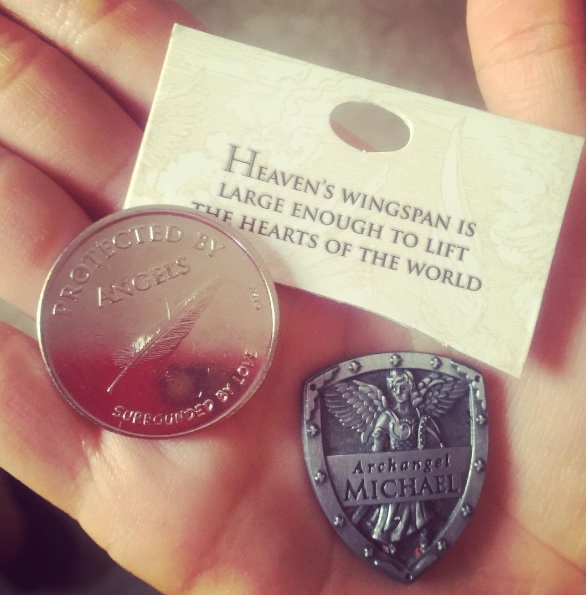 HEAVEN'S WINGSPAN IS
LARGE ENOUGH TO LIFT
THE HEARTS OF THE WORLD
PROTECTED BY
ANGELS
SURROUNDED BY LOVE
Archangel
MICHAEL